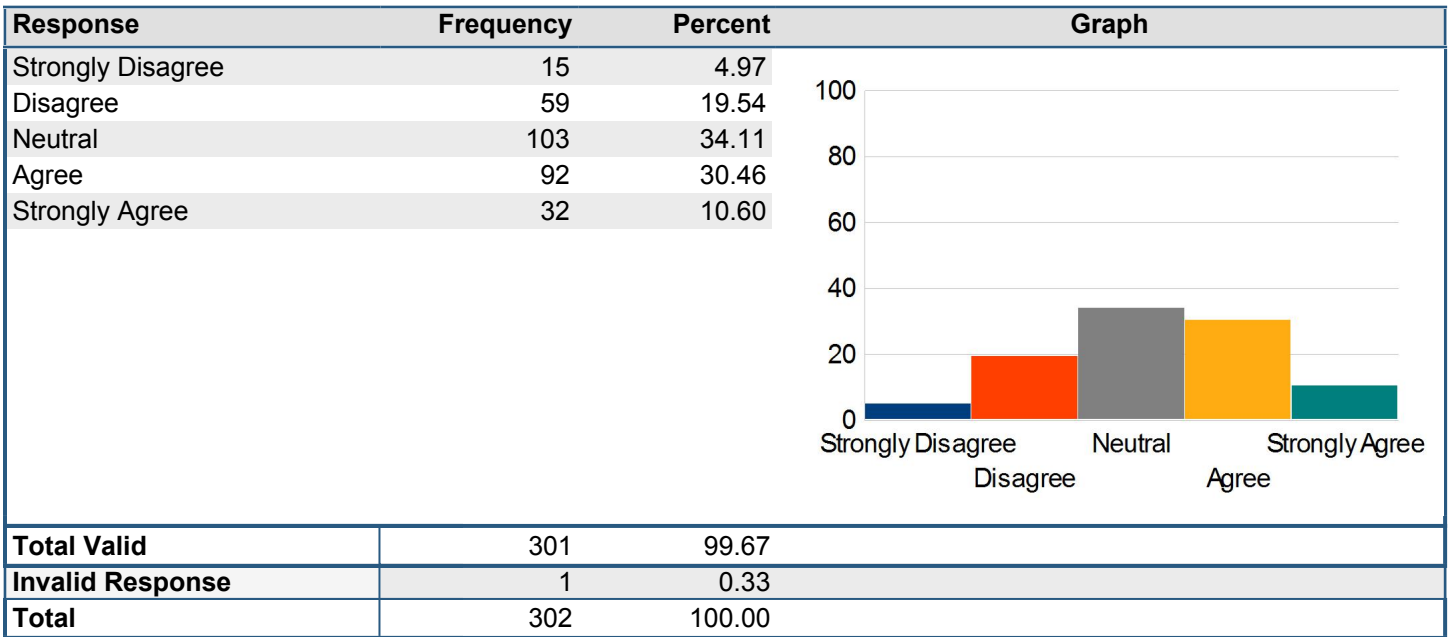 Response Frequency Percent Graph
Strongly Disagree 15 4.97
Disagree 59 19.54
Neutral 103 34.11
Agree 92 30.46
Strongly Agree 32 10.60
100
80
60
40
20
0
Strongly Disagree Neutral Strongly Agree
Disagree Agree
Total Valid 301 99.67
Invalid Response 1 0.33
Total 302 100.00